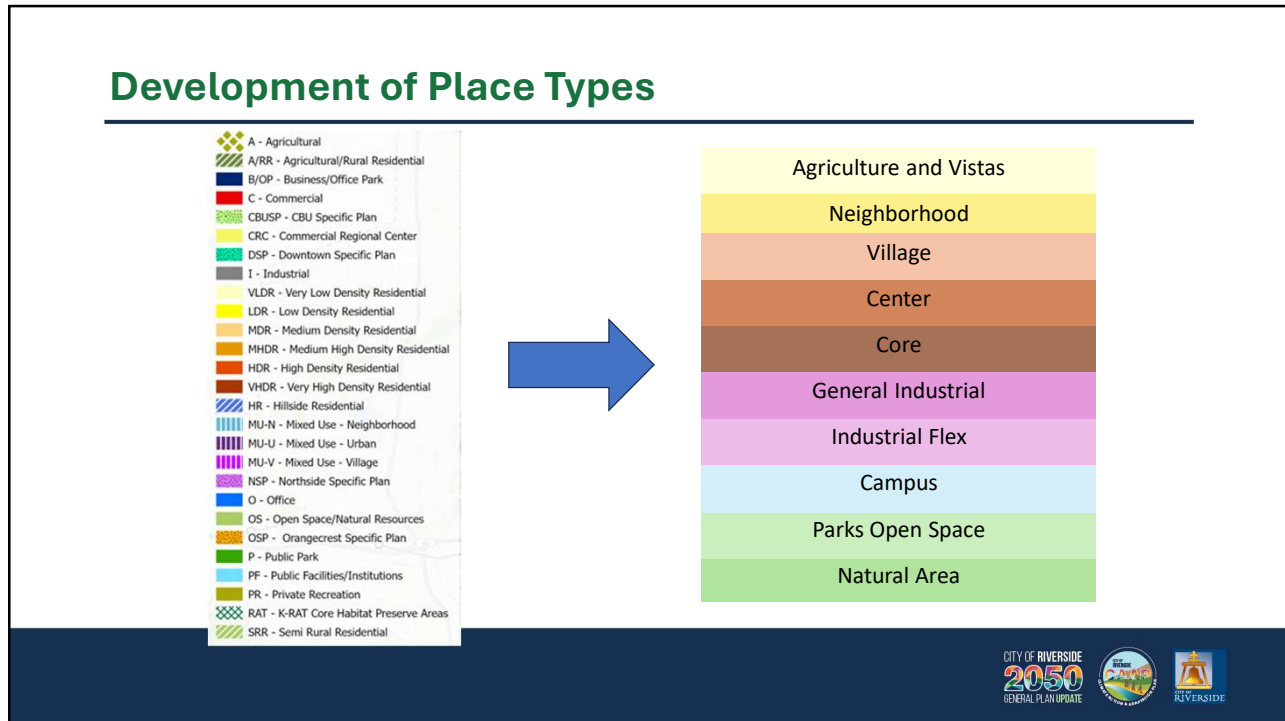 Development of Place Types
A - Agricultural
A/RR - Agricultural/Rural Residential
B/OP - Business/Office Park
C - Commercial
CBUSP - CBU Specific Plan
CRC - Commercial Regional Center
DSP - Downtown Specific Plan
I - Industrial
VLDR - Very Low Density Residential
LDR - Low Density Residential
MDR - Medium Density Residential
MHDR - Medium High Density Residential
HDR - High Density Residential
VHDR - Very High Density Residential
HR - Hillside Residential
MU-N - Mixed Use - Neighborhood
MU-U - Mixed Use - Urban
MU-V - Mixed Use - Village
NSP - Northside Specific Plan
O - Office
OS - Open Space/Natural Resources
OSP - Orangecrest Specific Plan
P - Public Park
PF - Public Facilities/Institutions
PR - Private Recreation
RAT - K-RAT Core Habitat Preserve Areas
SRR - Semi Rural Residential
Agriculture and Vistas
Neighborhood
Village
Center
Core
General Industrial
Industrial Flex
Campus
Parks Open Space
Natural Area
CITY OF RIVERSIDE
2050
GENERAL PLAN UPDATE
CITY OF
RIVERSIDE
CAAP
CITY OF
RIVERSIDE